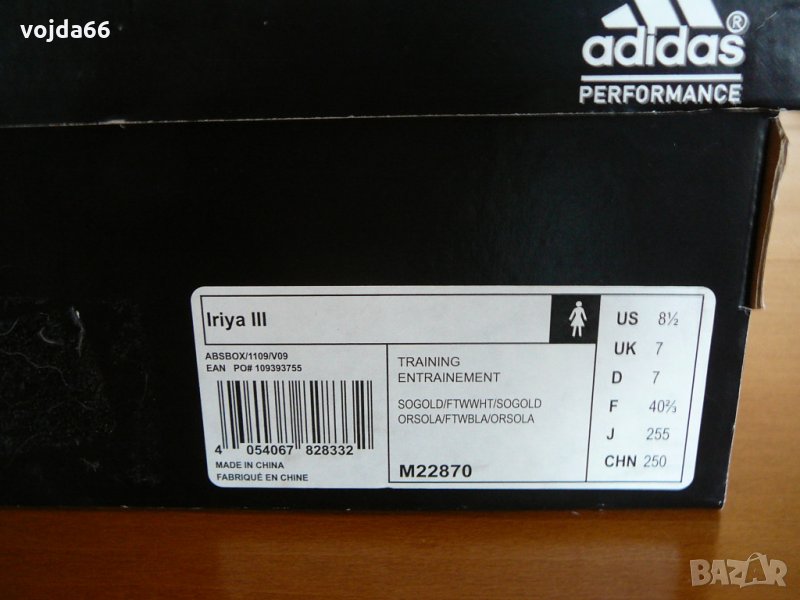 vojda66
adidas®
PERFORMANCE
Iriya III
ABSBOX/1109/V09
EAN PO# 109393755
4 054067 828332
MADE IN CHINA
FABRIQUÉ EN CHINE
TRAINING
ENTRAINEMENT
SOGOLD/FTWWHT/SOGOLD
ORSOLA/FTWBLA/ORSOLA
M22870
US 8½
UK 7
D 7
F 40⅔
J 255
CHN 250
BAZAR